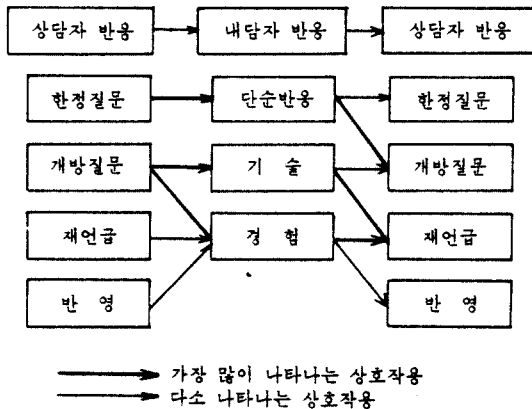 상담자 반응 내담자 반응 상담자 반응
한정질문 단순반응 한정질문
개방질문 기 술 개방질문
재언급 경 험 재언급
반 영 반 영
가장 많이 나타나는 상호작용
다소 나타나는 상호작용